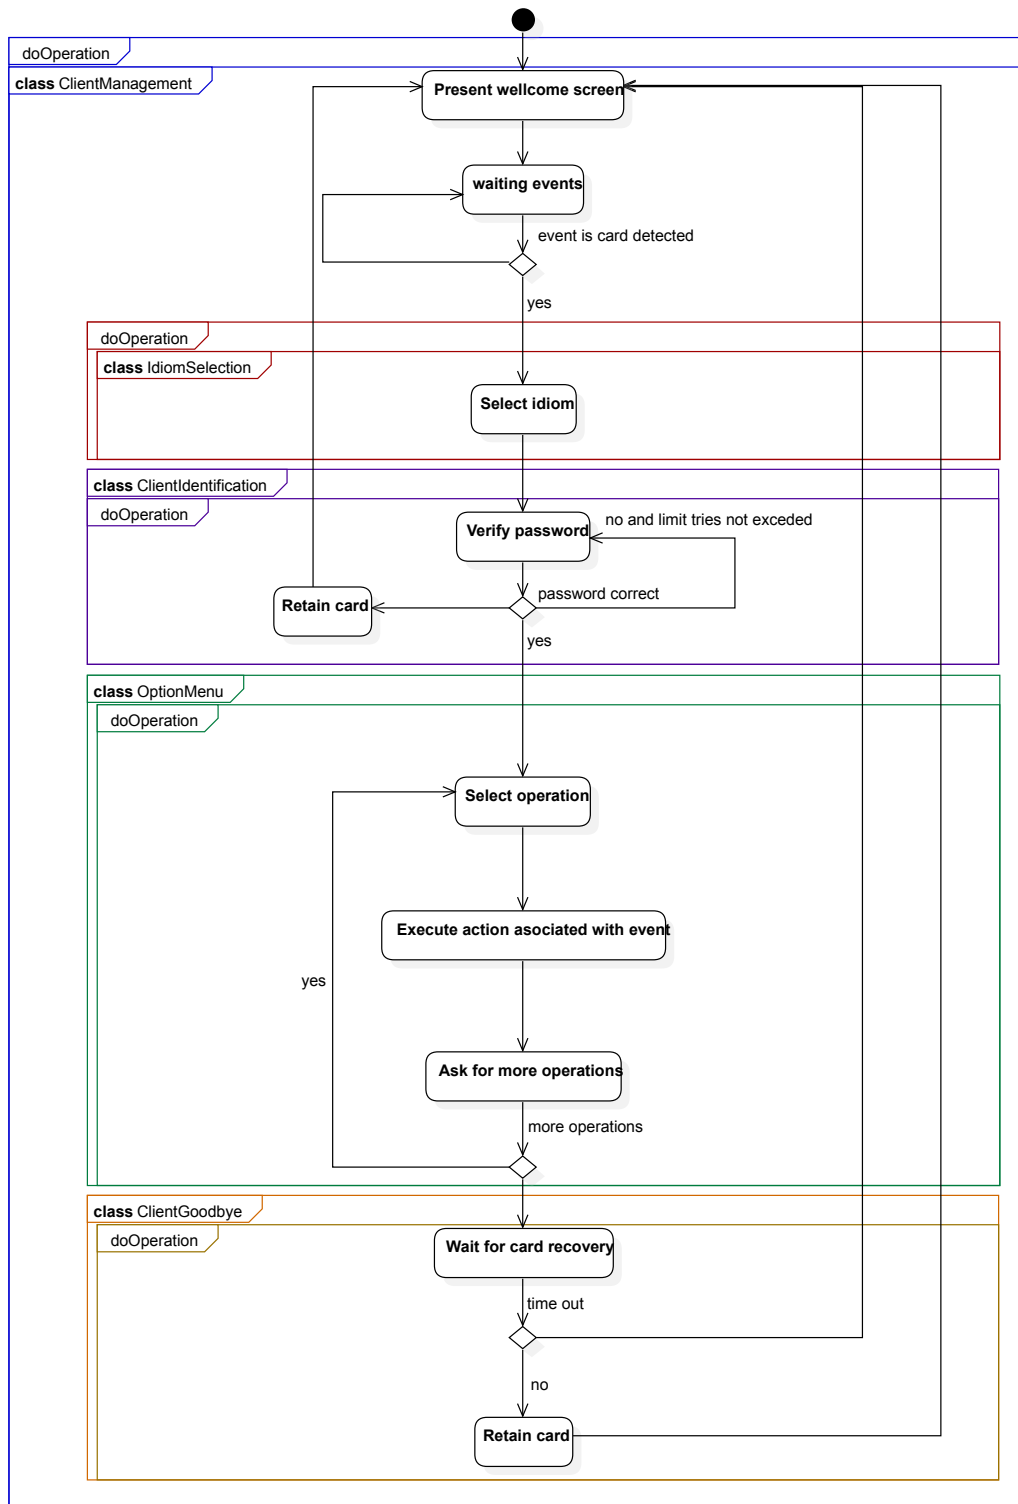 doOperation
class ClientManagement
Present wellcome screen
waiting events
event is card detected
yes
doOperation
class IdiomSelection
Select idiom
class ClientIdentification
doOperation
no and limit tries not exceded
Verify password
password correct
Retain card
yes
class OptionMenu
doOperation
Select operation
Execute action asociated with event
yes
Ask for more operations
more operations
class ClientGoodbye
doOperation
Wait for card recovery
time out
no
Retain card